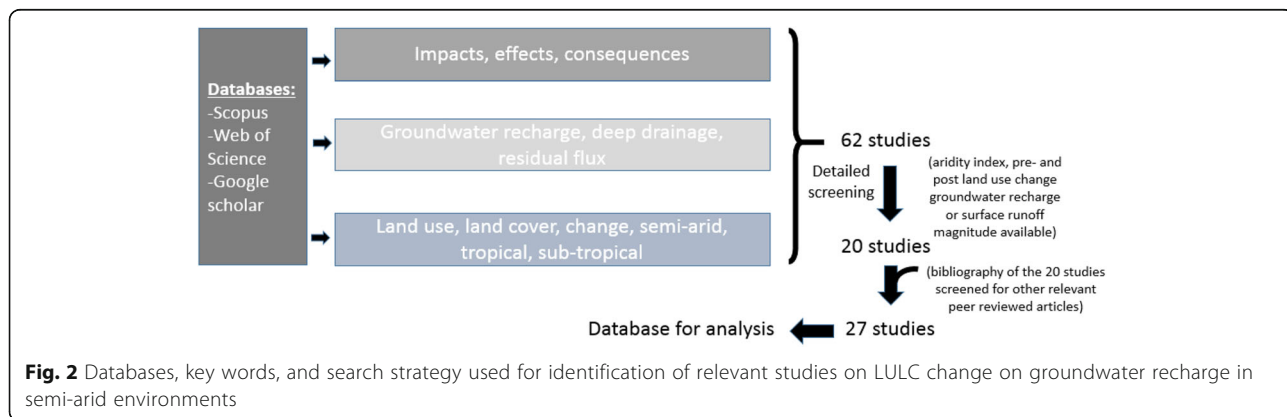 Databases:
-Scopus
-Web of
Science
-Google
scholar
Impacts, effects, consequences
Groundwater recharge, deep drainage,
residual flux
Land use, land cover, change, semi-arid,
tropical, sub-tropical
62 studies
Detailed
screening
(aridity index, pre- and
post land use change
groundwater recharge
or surface runoff
magnitude available)
20 studies
(bibliography of the 20 studies
screened for other relevant
peer reviewed articles)
Database for analysis
27 studies
Fig. 2 Databases, key words, and search strategy used for identification of relevant studies on LULC change on groundwater recharge in
semi-arid environments